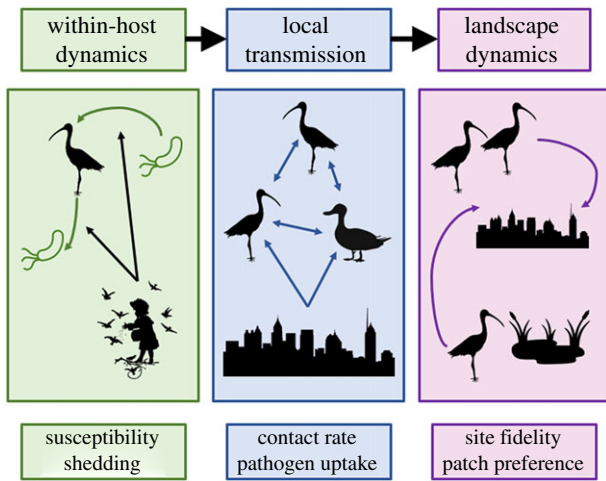 within-host
dynamics
local
transmission
landscape
dynamics
susceptibility
shedding
contact rate
pathogen uptake
site fidelity
patch preference